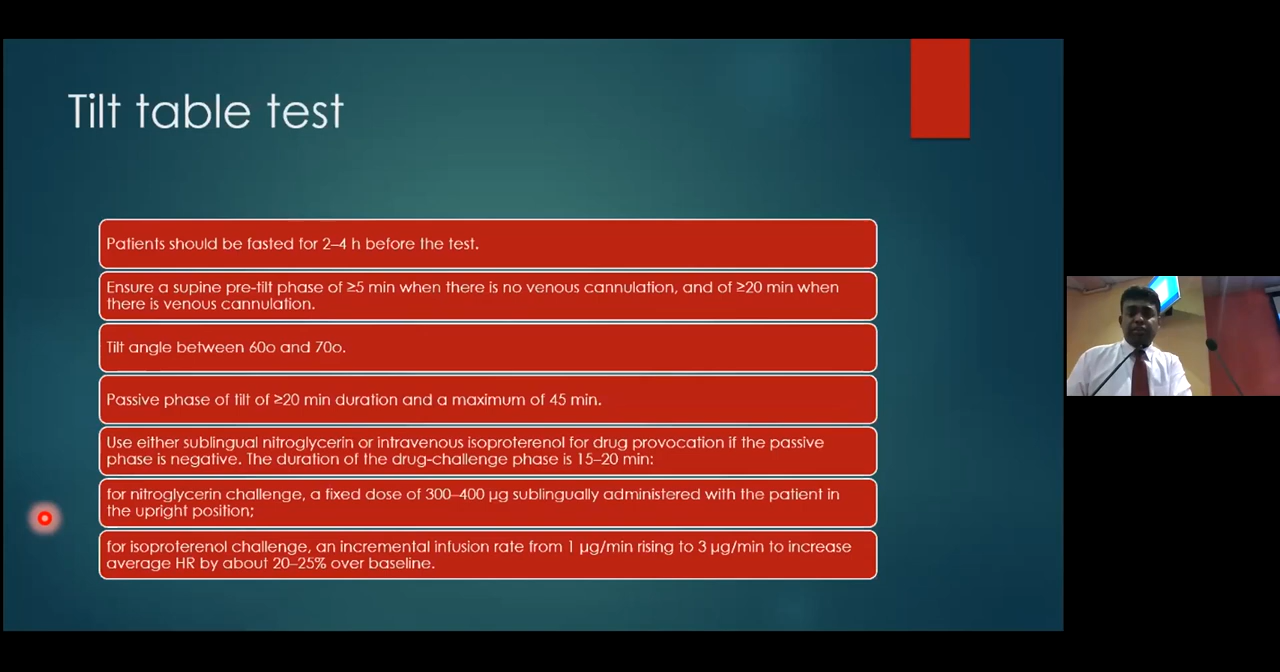 Tilt table test
Patients should be fasted for 2–4 h before the test.
Ensure a supine pre-tilt phase of ≥5 min when there is no venous cannulation, and of ≥20 min when
there is venous cannulation.
Tilt angle between 60o and 70o.
Passive phase of tilt of ≥20 min duration and a maximum of 45 min.
Use either sublingual nitroglycerin or intravenous isoproterenol for drug provocation if the passive
phase is negative. The duration of the drug-challenge phase is 15–20 min:
for nitroglycerin challenge, a fixed dose of 300–400 μg sublingually administered with the patient in
the upright position;
for isoproterenol challenge, an incremental infusion rate from 1 μg/min rising to 3 μg/min to increase
average HR by about 20–25% over baseline.